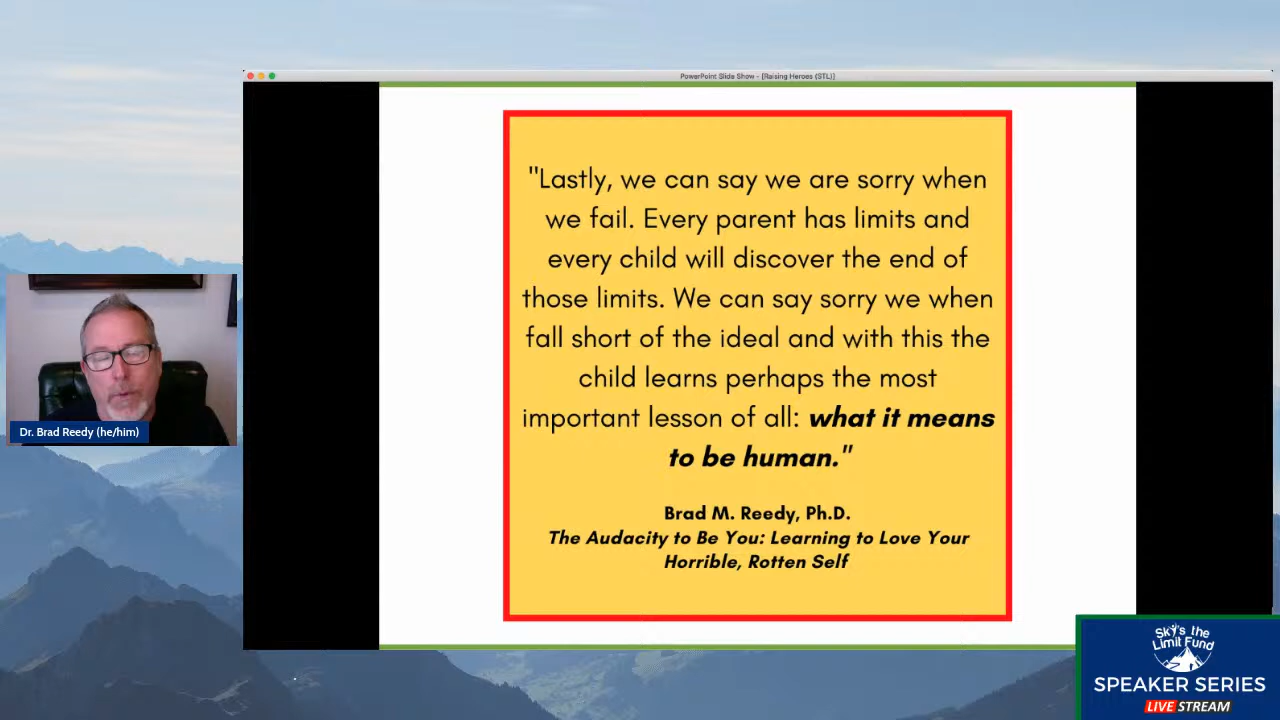 PowerPoint Slide Show - [Raising Heroes (STL)]
"Lastly, we can say we are sorry when
we fail. Every parent has limits and
every child will discover the end of
those limits. We can say sorry we when
fall short of the ideal and with this the
child learns perhaps the most
important lesson of all: what it means
to be human."
Brad M. Reedy, Ph.D.
The Audacity to Be You: Learning to Love Your
Horrible, Rotten Self
Dr. Brad Reedy (he/him)
Sky's the
Limit Fund
SPEAKER SERIES
LIVE STREAM